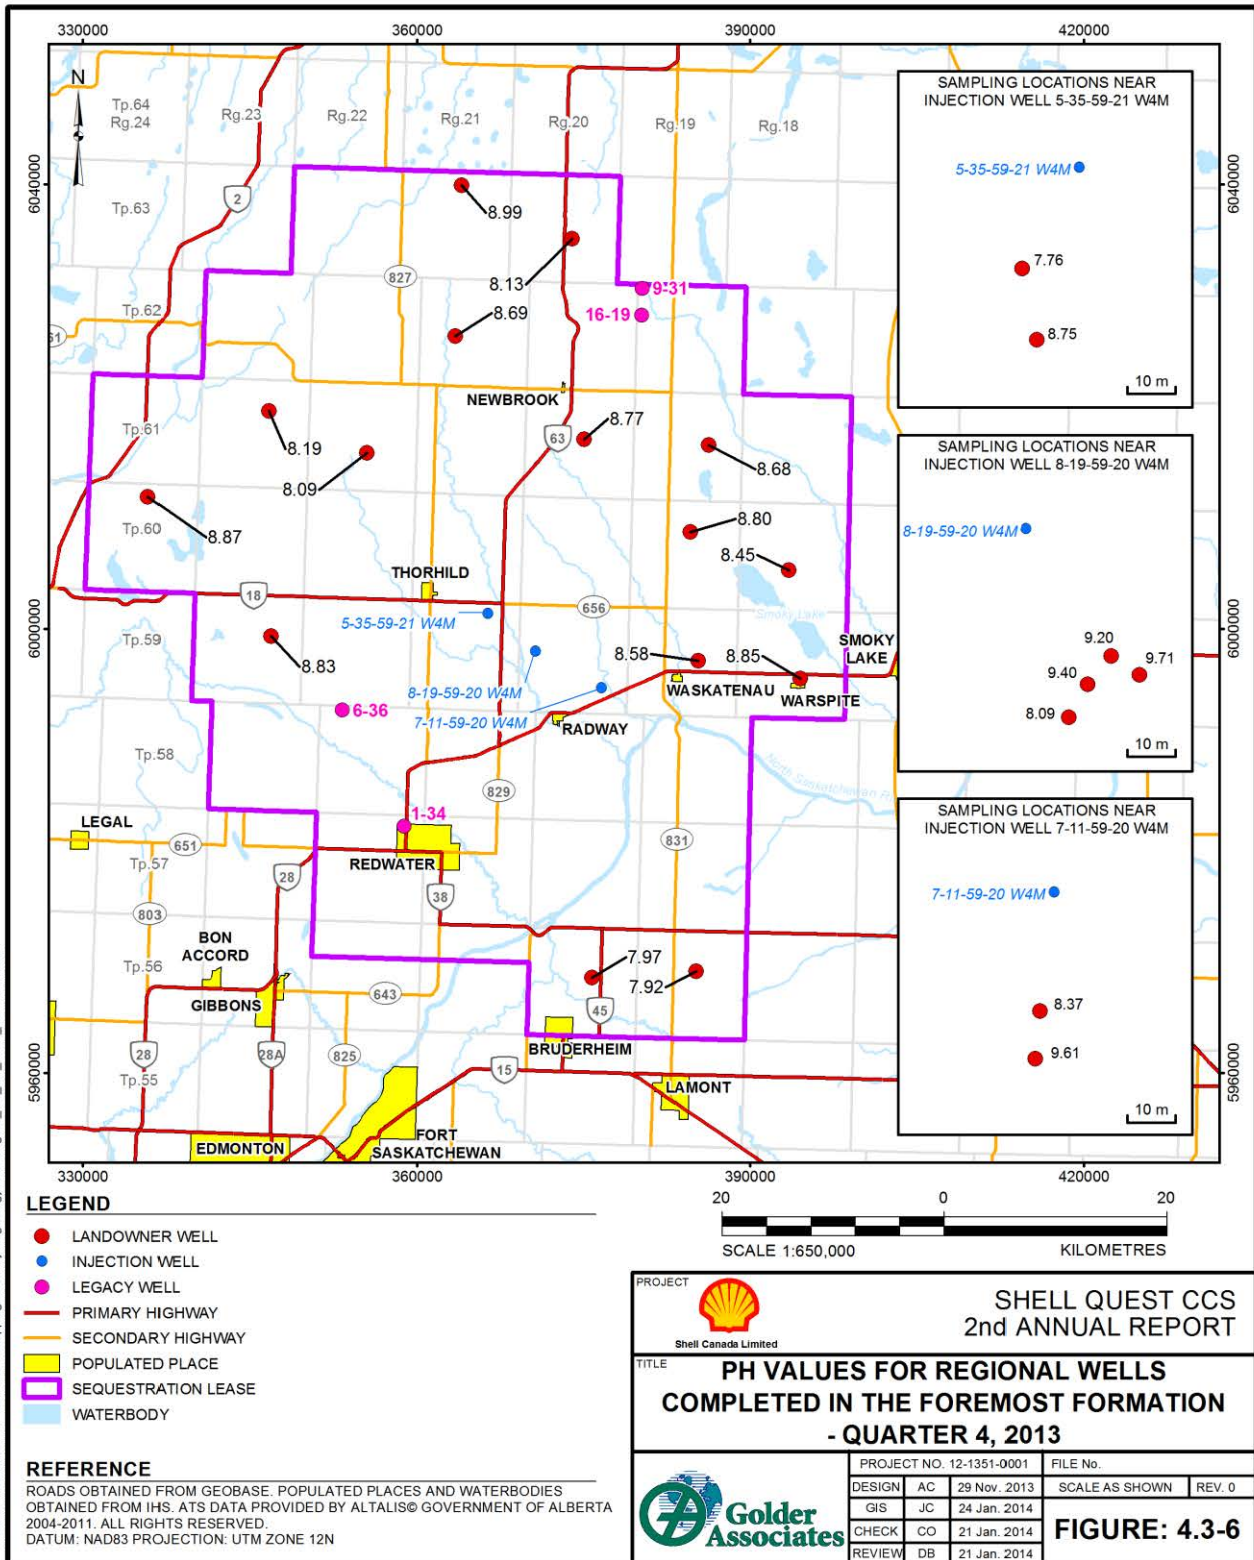 330000
360000
390000
420000
N
Tp.64
Rg.24
Rg.23
Rg.22
Rg.21
Rg.20
Rg.19
Rg.18
6040000
6040000
Tp.63
2
8.99
8.13
827
9-31
16-19
Tp.62
8.69
61
NEWBROOK
Tp.61
8.19
8.09
63
8.77
8.68
Tp.60
8.87
8.80
8.45
THORHILD
18
656
Smoky Lake
5-35-59-21 W4M
6000000
6000000
Tp.59
8.83
8.58
8.85
SMOKY
LAKE
8-19-59-20 W4M
WASKATENAU
WARSPITE
7-11-59-20 W4M
RADWAY
6-36
Tp.58
North Saskatchewan R
829
1-34
LEGAL
651
831
Tp.57
REDWATER
28
38
803
BON
ACCORD
Tp.56
7.97
7.92
GIBBONS
643
45
28
28A
825
BRUDERHEIM
15
5960000
5960000
Tp.55
LAMONT
EDMONTON
FORT
SASKATCHEWAN
330000
360000
390000
420000
SAMPLING LOCATIONS NEAR
INJECTION WELL 5-35-59-21 W4M
5-35-59-21 W4M
7.76
8.75
10 m
SAMPLING LOCATIONS NEAR
INJECTION WELL 8-19-59-20 W4M
8-19-59-20 W4M
9.20
9.71
9.40
8.09
10 m
SAMPLING LOCATIONS NEAR
INJECTION WELL 7-11-59-20 W4M
7-11-59-20 W4M
8.37
9.61
10 m
LEGEND
LANDOWNER WELL
INJECTION WELL
LEGACY WELL
PRIMARY HIGHWAY
SECONDARY HIGHWAY
POPULATED PLACE
SEQUESTRATION LEASE
WATERBODY
20 0 20
SCALE 1:650,000 KILOMETRES
REFERENCE
ROADS OBTAINED FROM GEOBASE. POPULATED PLACES AND WATERBODIES
OBTAINED FROM IHS. ATS DATA PROVIDED BY ALTALIS© GOVERNMENT OF ALBERTA
2004-2011. ALL RIGHTS RESERVED.
DATUM: NAD83 PROJECTION: UTM ZONE 12N
PROJECT
Shell Canada Limited
SHELL QUEST CCS
2nd ANNUAL REPORT
TITLE
PH VALUES FOR REGIONAL WELLS
COMPLETED IN THE FOREMOST FORMATION
- QUARTER 4, 2013
Golder
Associates
PROJECT NO. 12-1351-0001 FILE No.
DESIGN AC 29 Nov. 2013 SCALE AS SHOWN REV. 0
GIS JC 24 Jan. 2014
CHECK CO 21 Jan. 2014
REVIEW DB 21 Jan. 2014
FIGURE: 4.3-6